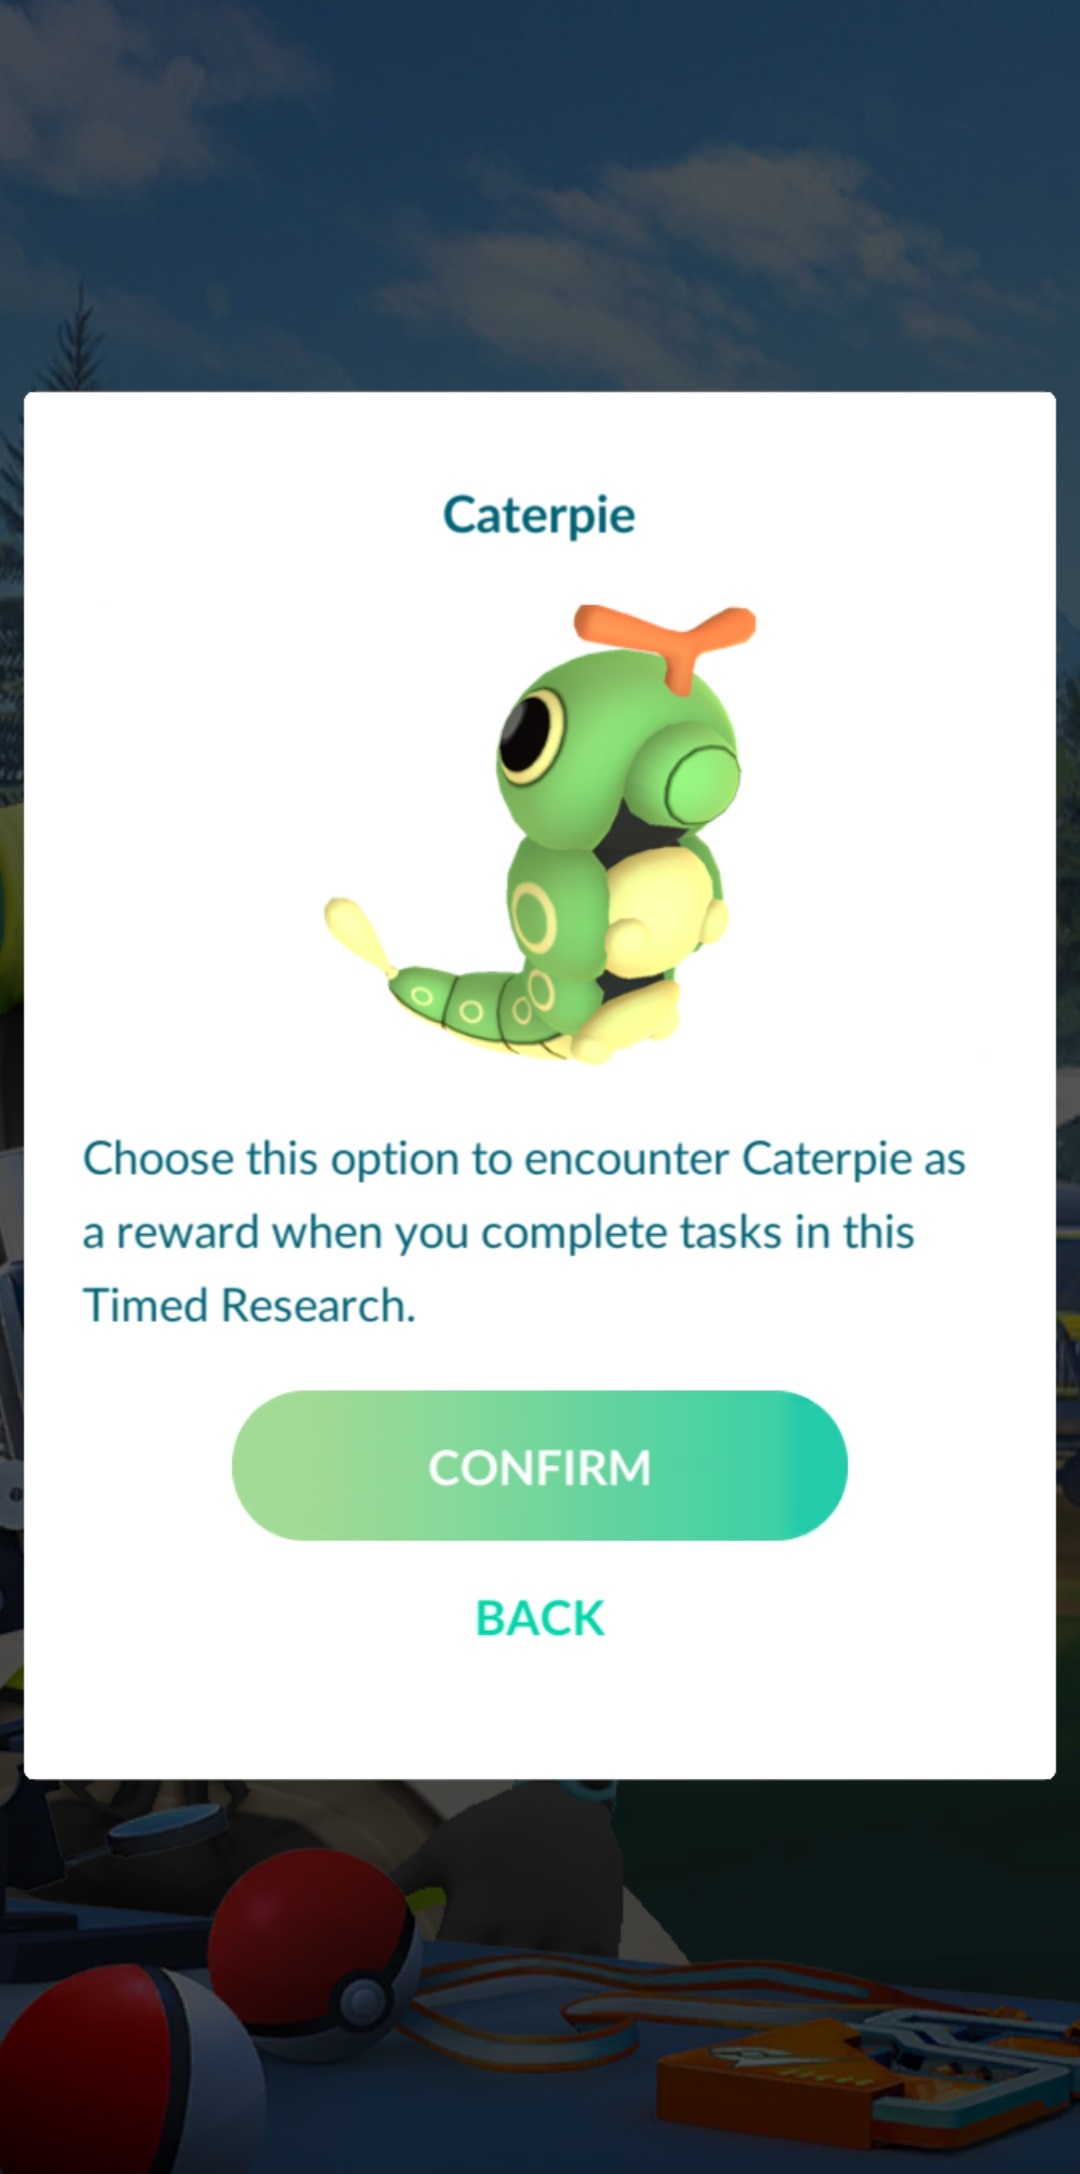 Caterpie
Choose this option to encounter Caterpie as
a reward when you complete tasks in this
Timed Research.
CONFIRM
BACK